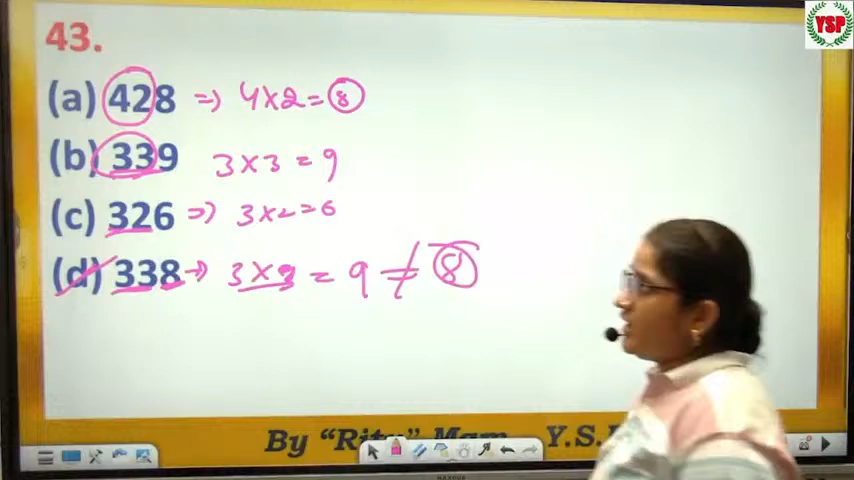 YSP
43.
(a) 428 => 4×2=8
(b) 339 3×3 = 9
(c) 326 => 3×2=6
(d) 338 → 3×3 = 9 ≠ 8
By “Ritu” Mam Y.S.